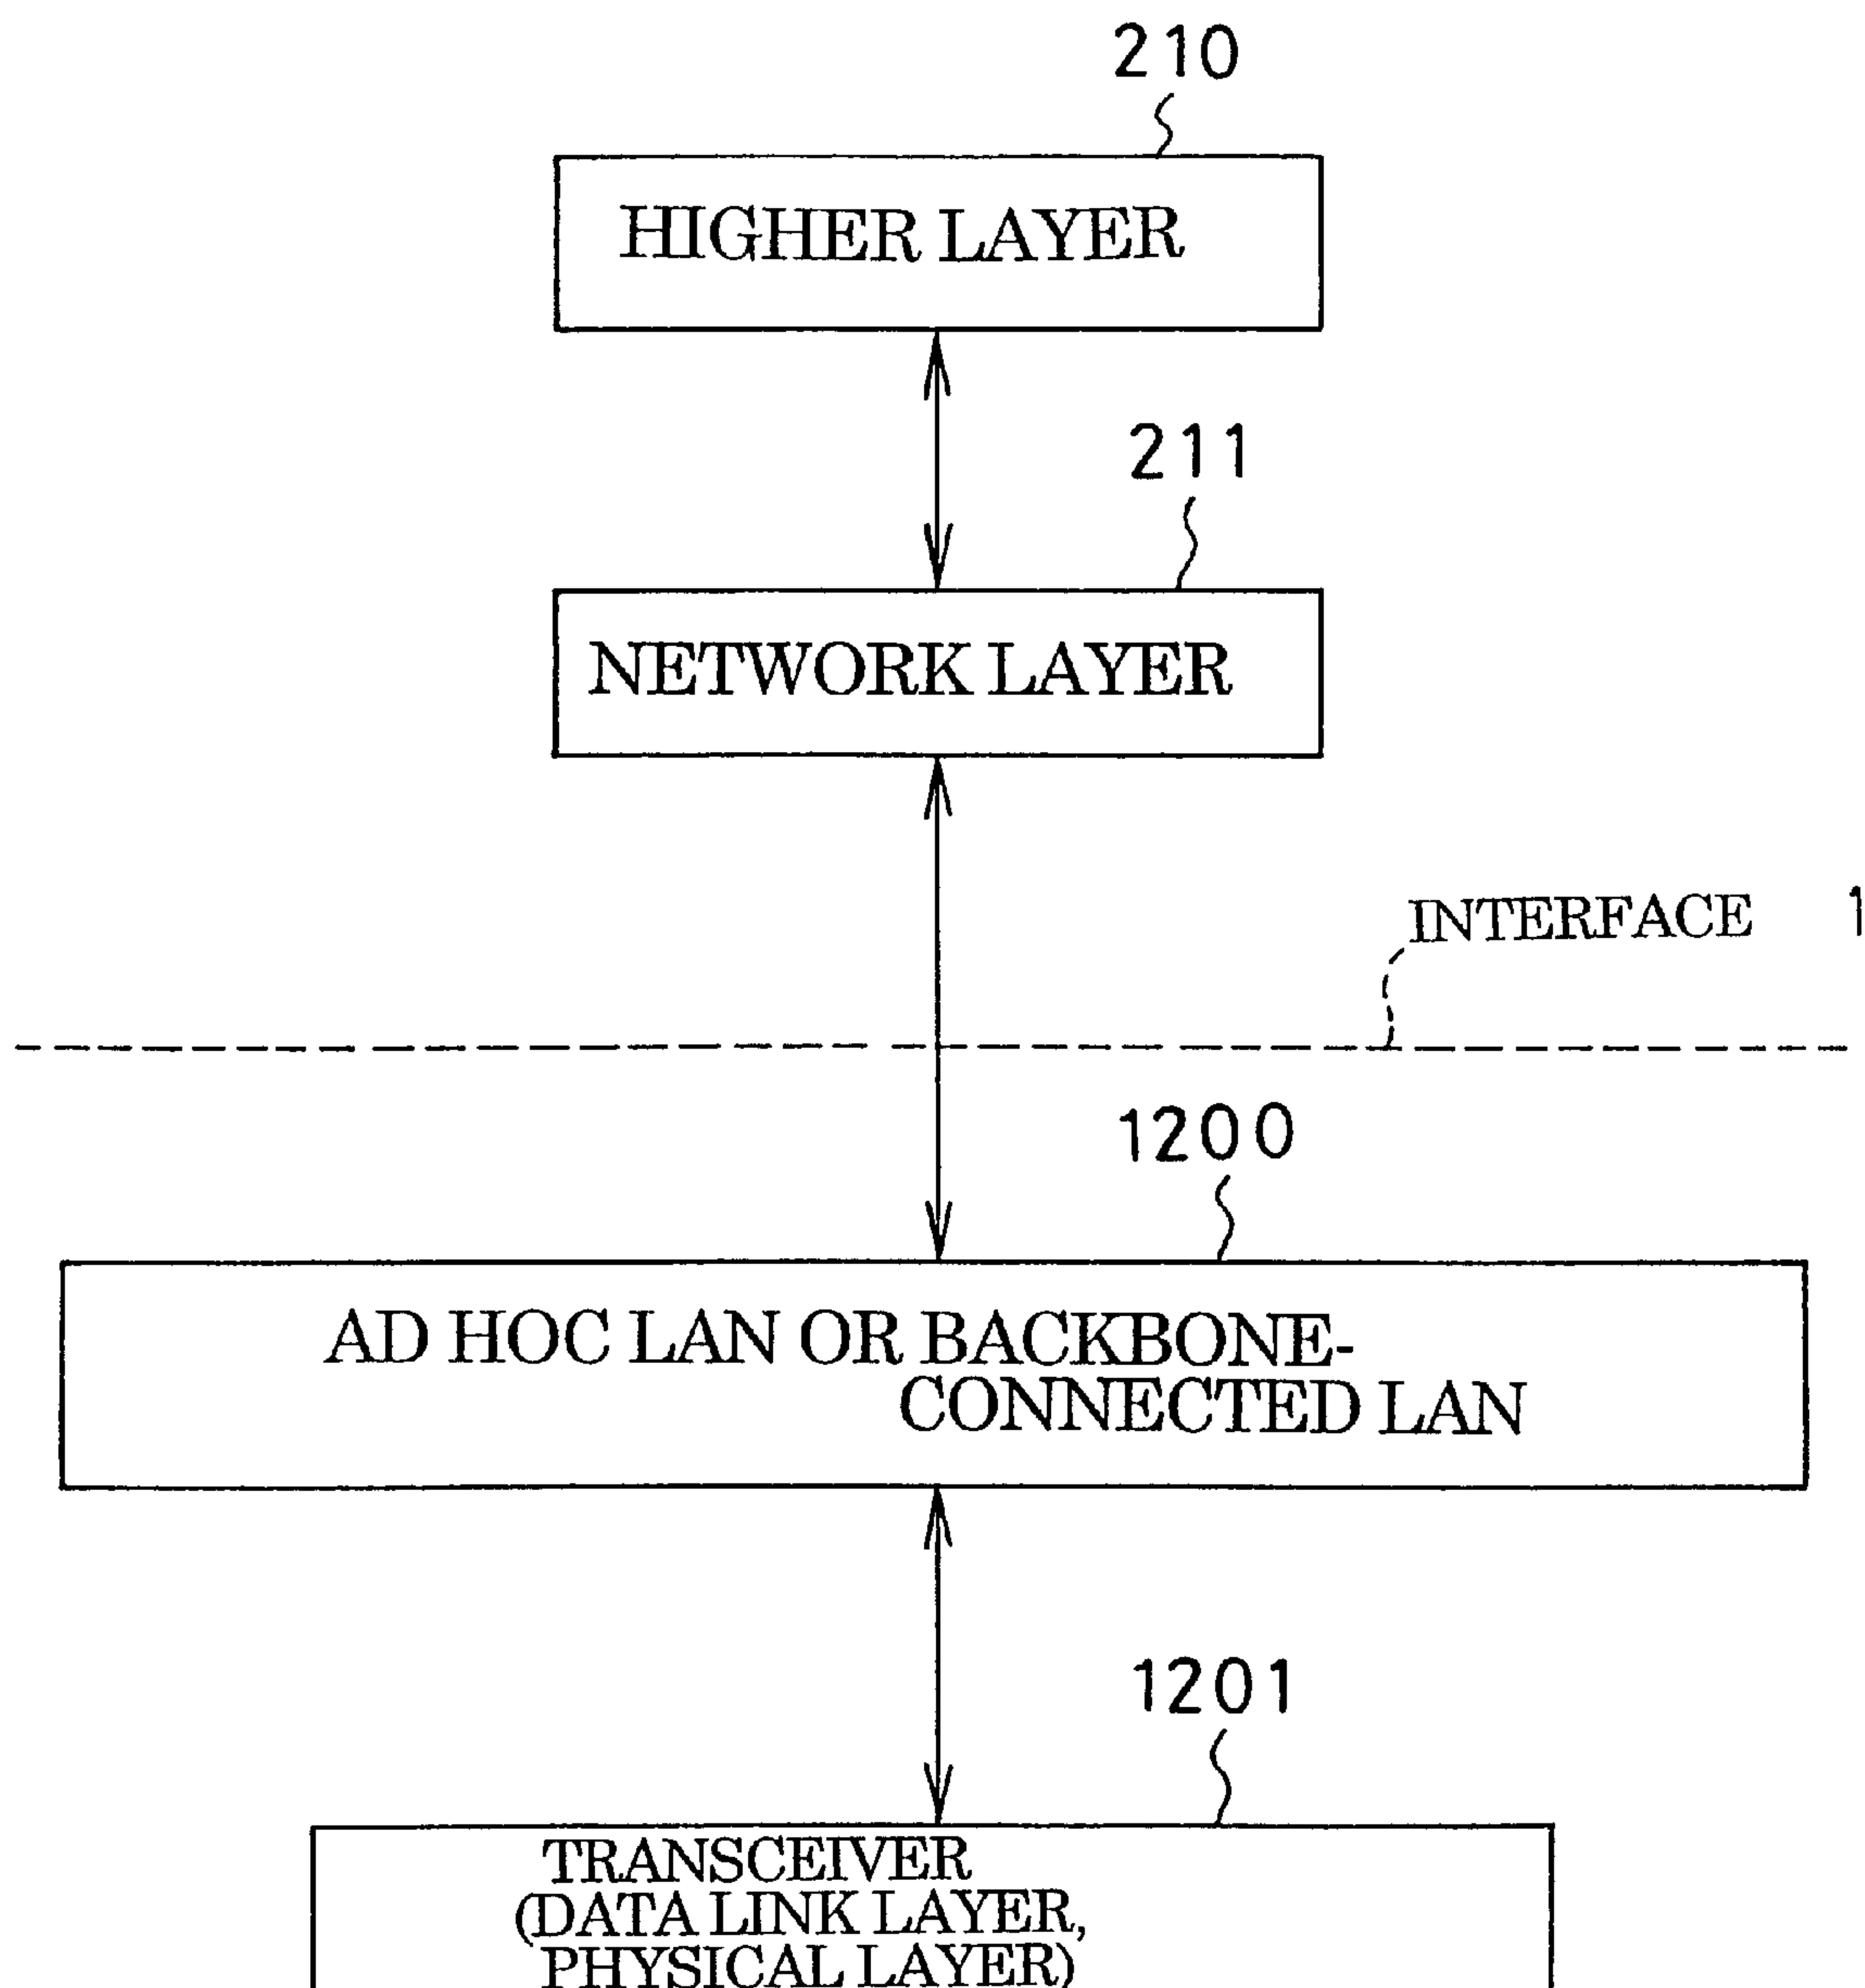 210
HIGHER LAYER
211
NETWORK LAYER
INTERFACE 1
1200
AD HOC LAN OR BACKBONE-
CONNECTED LAN
1201
TRANSCEIVER
(DATA LINK LAYER,
PHYSICAL LAYER)